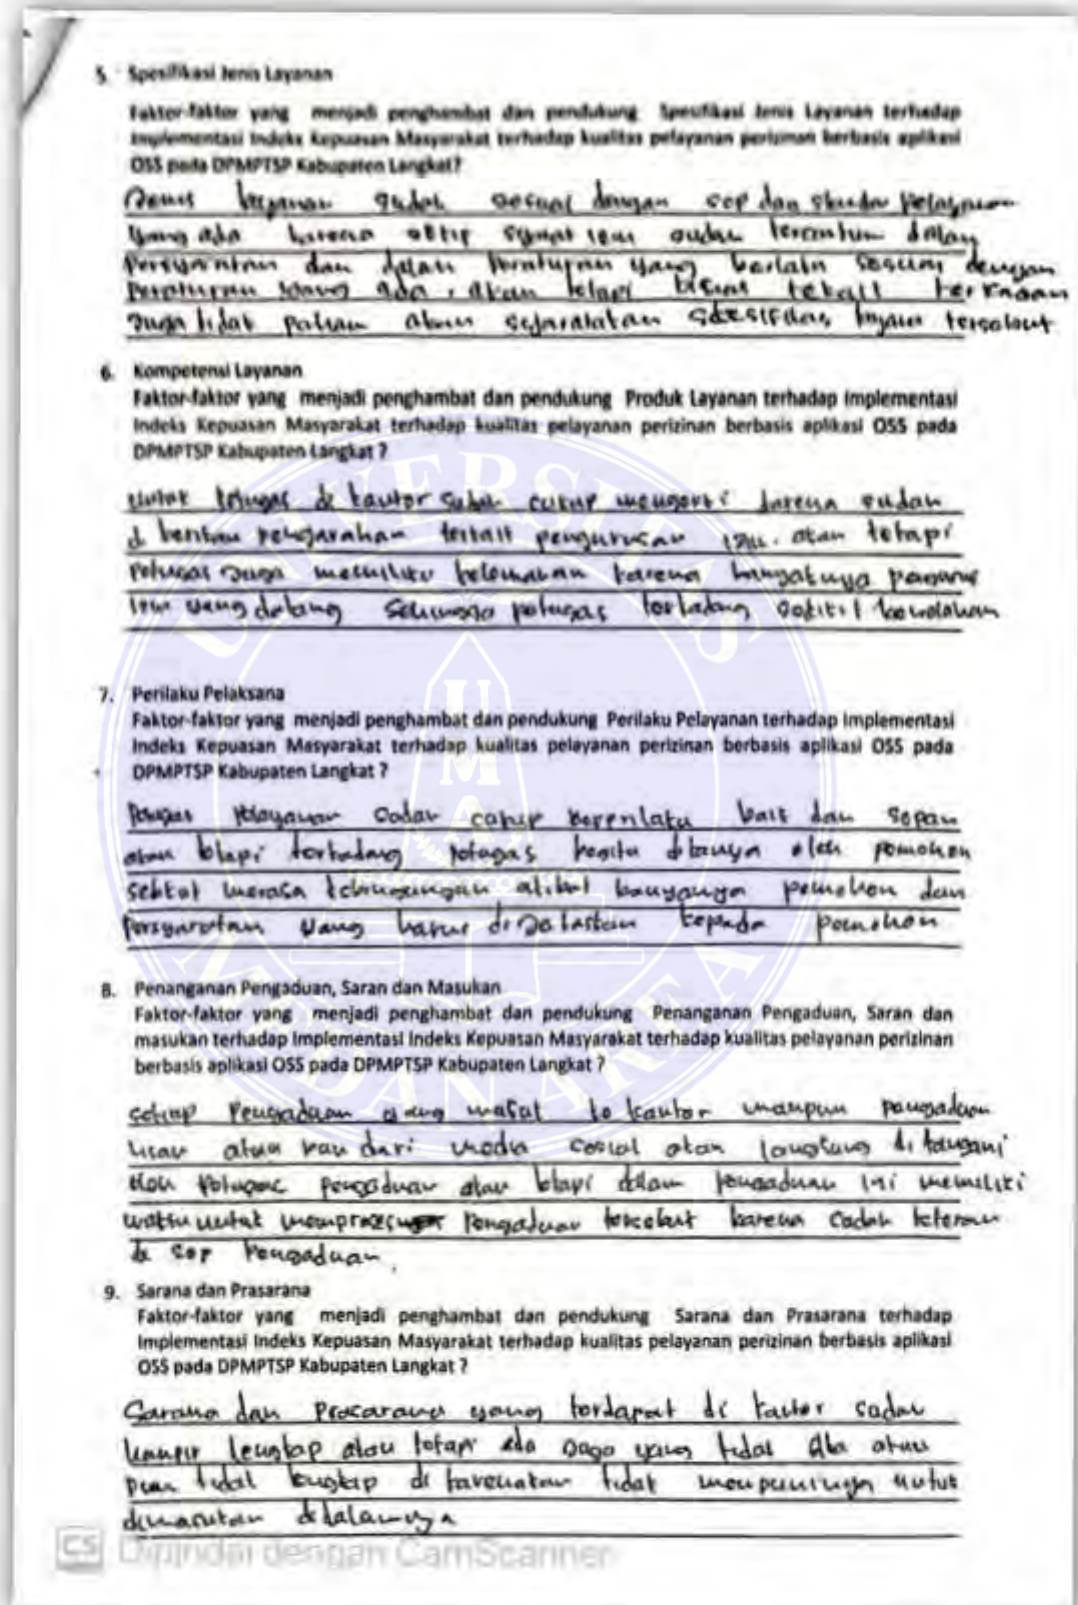 5. Spesifikasi Jenis Layanan
Faktor-faktor yang menjadi penghambat dan pendukung Spesifikasi Jenis Layanan terhadap
Implementasi Indeks Kepuasan Masyarakat terhadap kualitas pelayanan perizinan berbasis aplikasi
OSS pada DPMPTSP Kabupaten Langkat?
Jenis layanan sudah sesuai dengan sop dan standar pelayanan
yang ada karena setiap syarat izin sudah tercantum dalam
persyaratan dan dalam peraturan yang berlaku sesuai dengan
peraturan yang ada, akan tetapi terkait
juga tidak paham akan tersebut
6. Kompetensi Layanan
Faktor-faktor yang menjadi penghambat dan pendukung Produk Layanan terhadap Implementasi
Indeks Kepuasan Masyarakat terhadap kualitas pelayanan perizinan berbasis aplikasi OSS pada
DPMPTSP Kabupaten Langkat ?
untuk petugas di kantor sudah cukup mengerti karena sudah
di berikan pengarahan terkait pengurusan izin. akan tetapi
petugas juga memiliki kelemahan karena banyaknya pengurus
izin yang datang sehingga petugas terkadang sedikit kewalahan
7. Perilaku Pelaksana
Faktor-faktor yang menjadi penghambat dan pendukung Perilaku Pelayanan terhadap Implementasi
Indeks Kepuasan Masyarakat terhadap kualitas pelayanan perizinan berbasis aplikasi OSS pada
DPMPTSP Kabupaten Langkat ?
Petugas pelayanan sudah cukup berperilaku baik dan sopan
akan tetapi terkadang petugas ditanya oleh pemohon
merasa kebingungan akibat banyaknya pemohon dan
persyaratan yang harus di jelaskan kepada pemohon
8. Penanganan Pengaduan, Saran dan Masukan
Faktor-faktor yang menjadi penghambat dan pendukung Penanganan Pengaduan, Saran dan
masukan terhadap Implementasi Indeks Kepuasan Masyarakat terhadap kualitas pelayanan perizinan
berbasis aplikasi OSS pada DPMPTSP Kabupaten Langkat ?
setiap Pengaduan yang masuk ke kantor maupun pengaduan
lisan dari media sosial akan langsung di tangani
oleh petugas pengaduan akan tetapi dalam pengaduan ini memiliki
waktu untuk memproses pengaduan tersebut karena sudah
di sop Pengaduan.
9. Sarana dan Prasarana
Faktor-faktor yang menjadi penghambat dan pendukung Sarana dan Prasarana terhadap
Implementasi Indeks Kepuasan Masyarakat terhadap kualitas pelayanan perizinan berbasis aplikasi
OSS pada DPMPTSP Kabupaten Langkat ?
Sarana dan Prasarana yang terdapat di kantor sudah
hampir lengkap akan tetapi ada juga yang tidak ada
pun tidak lengkap di karenakan tidak untuk
dimasukan didalamnya
UNIVERSITAS
UMA
MEDAN AREA
CS Dipindai dengan CamScanner